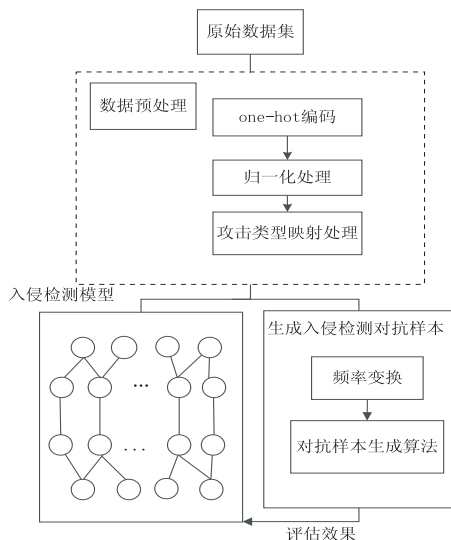 原始数据集
数据预处理
one-hot编码
归一化处理
攻击类型映射处理
入侵检测模型
生成入侵检测对抗样本
频率变换
对抗样本生成算法
...
...
评估效果